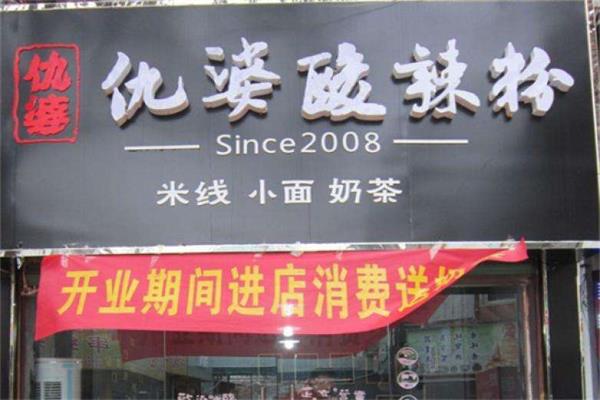 仇婆
仇婆酸辣粉
Since2008
米线 小面 奶茶
开业期间进店消费送奶